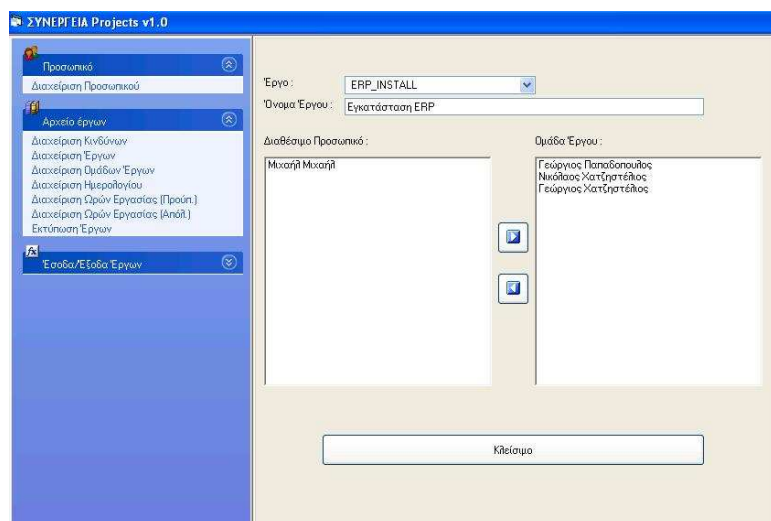 ΣΥΝΕΡΓΕΙΑ Projects v1.0
Προσωπικό
Διαχείριση Προσωπικού
Αρχείο έργων
Διαχείριση Κινδύνων
Διαχείριση Έργων
Διαχείριση Ομάδων Έργων
Διαχείριση Ημερολογίου
Διαχείριση Ωρών Εργασίας (Προϋπ.)
Διαχείριση Ωρών Εργασίας (Απόλ.)
Εκτύπωση Έργων
Έσοδα/Έξοδα Έργων
Έργο :
ERP_INSTALL
Όνομα Έργου :
Εγκατάσταση ERP
Διαθέσιμο Προσωπικό :
Μιχαήλ Μιχαήλ
Ομάδα Έργου :
Γεώργιος Παπαδοπουλος
Νικόλαος Χατζηστέλιος
Γεώργιος Χατζηστέλιος
Κλείσιμο